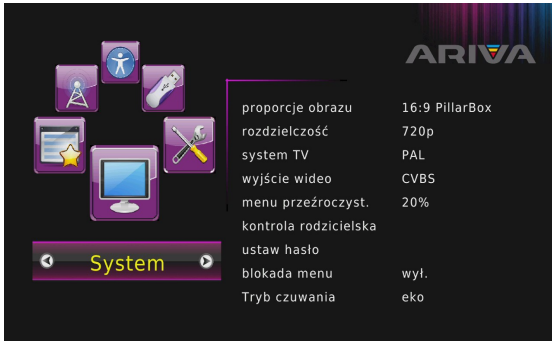 ARIVA
proporcje obrazu 16:9 PillarBox
rozdzielczość 720p
system TV PAL
wyjście wideo CVBS
menu przeźroczyst. 20%
kontrola rodzicielska
ustaw hasło
blokada menu wył.
Tryb czuwania eko
System